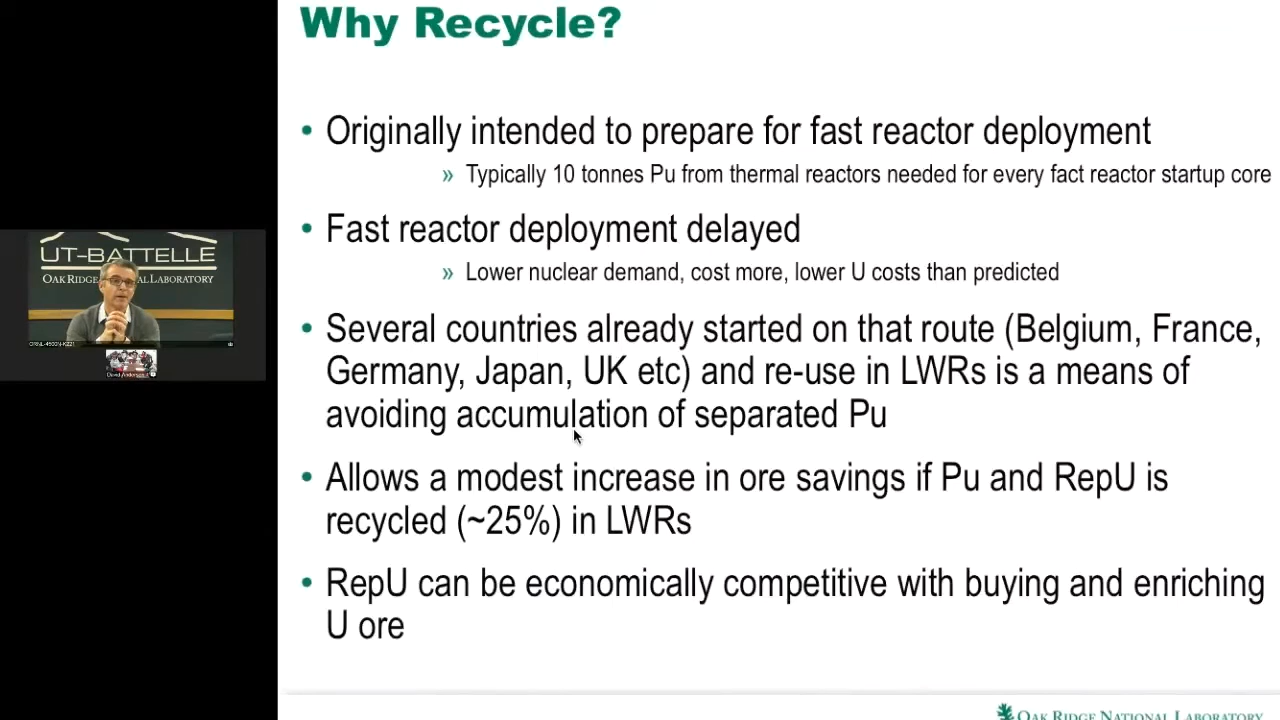 Why Recycle?
• Originally intended to prepare for fast reactor deployment
» Typically 10 tonnes Pu from thermal reactors needed for every fact reactor startup core
• Fast reactor deployment delayed
» Lower nuclear demand, cost more, lower U costs than predicted
• Several countries already started on that route (Belgium, France,
Germany, Japan, UK etc) and re-use in LWRs is a means of
avoiding accumulation of separated Pu
• Allows a modest increase in ore savings if Pu and RepU is
recycled (~25%) in LWRs
• RepU can be economically competitive with buying and enriching
U ore
UT-BATTELLE
OAK RIDGE NATIONAL LABORATORY